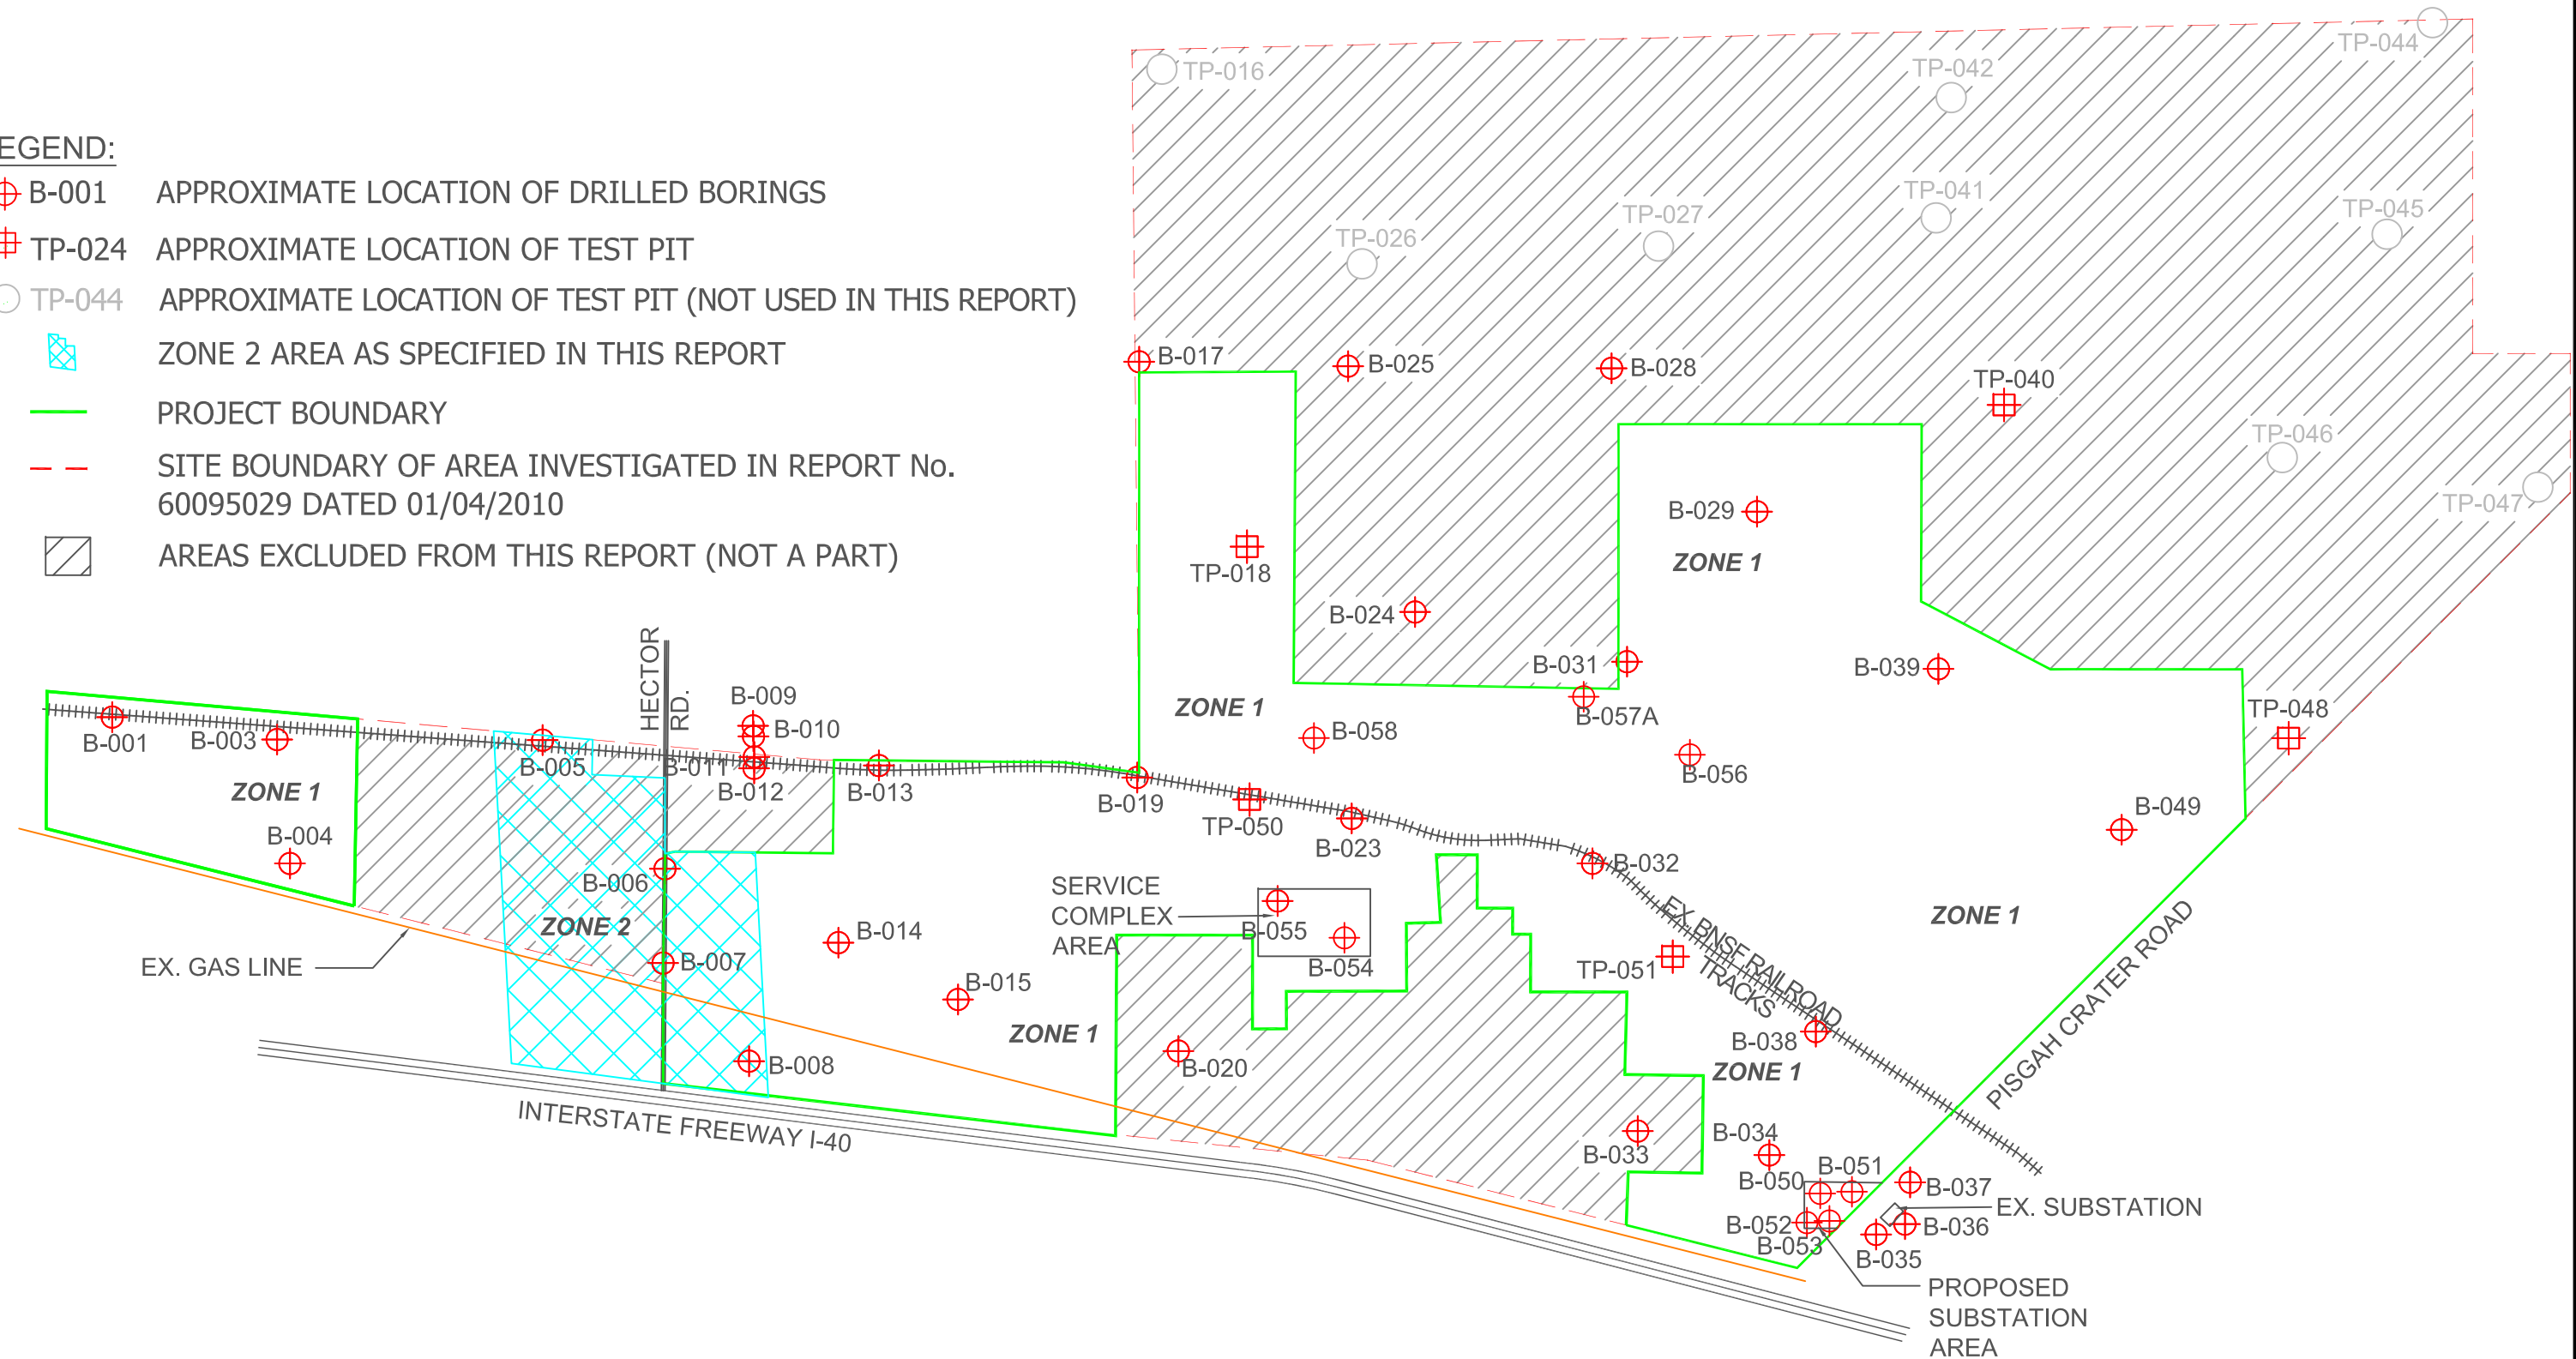 EGEND:
B-001 APPROXIMATE LOCATION OF DRILLED BORINGS
TP-024 APPROXIMATE LOCATION OF TEST PIT
TP-044 APPROXIMATE LOCATION OF TEST PIT (NOT USED IN THIS REPORT)
ZONE 2 AREA AS SPECIFIED IN THIS REPORT
PROJECT BOUNDARY
SITE BOUNDARY OF AREA INVESTIGATED IN REPORT No.
60095029 DATED 01/04/2010
AREAS EXCLUDED FROM THIS REPORT (NOT A PART)
TP-016
TP-044
TP-042
TP-041
TP-027
TP-026
TP-045
B-017
B-025
B-028
TP-040
TP-046
TP-047
B-029
ZONE 1
TP-018
B-024
B-031
B-039
B-057A
ZONE 1
TP-048
B-058
B-056
B-049
HECTOR
RD.
B-009
B-010
B-001
B-003
B-005
B-011
B-012
B-013
B-019
TP-050
B-023
ZONE 1
B-004
B-006
B-032
SERVICE
COMPLEX
AREA
B-055
B-054
ZONE 2
B-014
ZONE 1
EX. GAS LINE
B-007
B-015
TP-051
EX. BNSF RAILROAD
TRACKS
PISGAH CRATER ROAD
ZONE 1
B-038
B-008
B-020
ZONE 1
INTERSTATE FREEWAY I-40
B-033
B-034
B-050
B-051
B-037
EX. SUBSTATION
B-052
B-036
B-053
B-035
PROPOSED
SUBSTATION
AREA